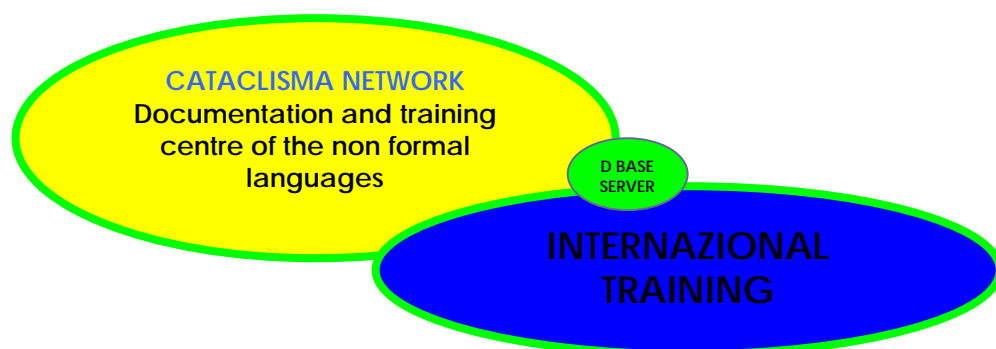 CATACLISMA NETWORK
Documentation and training
centre of the non formal
languages
D BASE
SERVER
INTERNAZIONAL
TRAINING